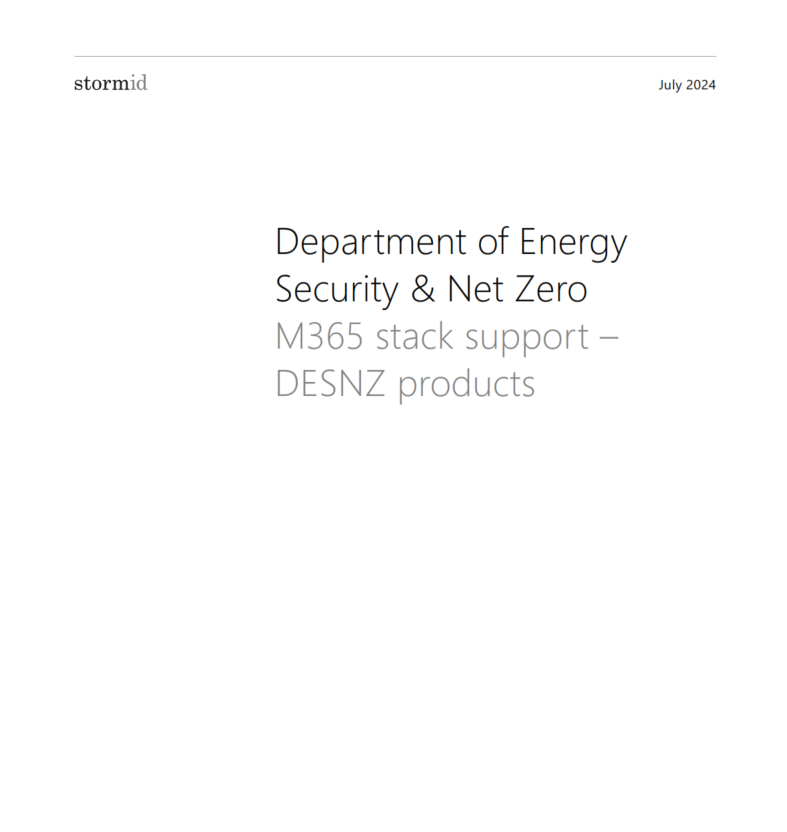 stormid
July 2024
Department of Energy
Security & Net Zero
M365 stack support –
DESNZ products